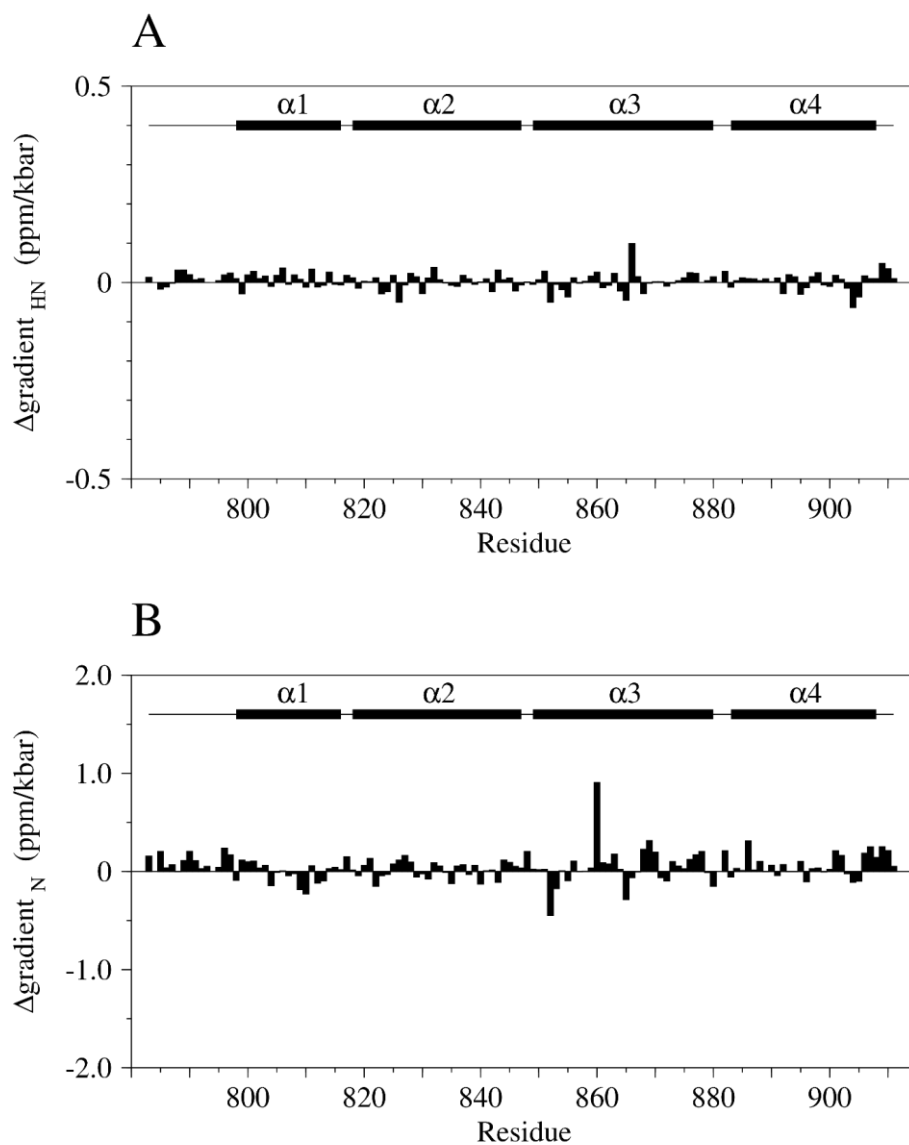 A
0.5
α1 α2 α3 α4
0
-0.5
Δgradient HN (ppm/kbar)
800 820 840 860 880 900
Residue
B
2.0
α1 α2 α3 α4
1.0
0
-1.0
-2.0
Δgradient N (ppm/kbar)
800 820 840 860 880 900
Residue